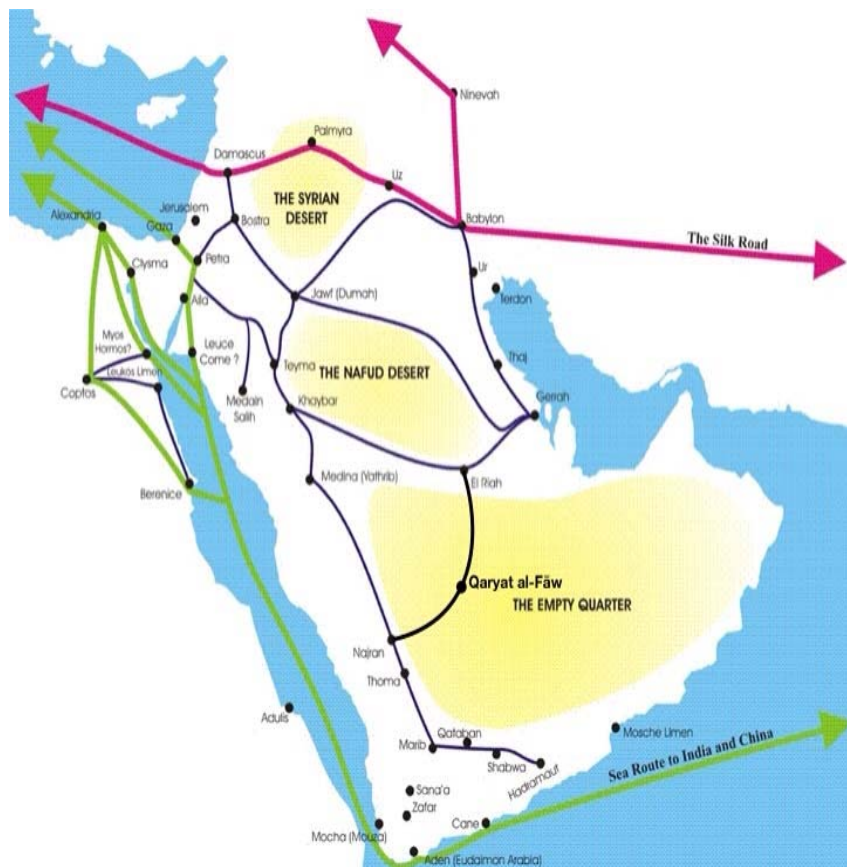 Ninevah
Palmyra
Damascus
Uz
THE SYRIAN
DESERT
Jerusalem
Alexandria
Gaza
Bostra
Babylon
The Silk Road
Clysma
Petra
Ur
Terdon
Aila
Jawf (Dumah)
Myos
Hormos?
Leuce
Come ?
Leukos Limen
Teyma
THE NAFUD DESERT
Thaj
Coptos
Medain
Salih
Khaybar
Gerrah
Medina (Yathrib)
El Riah
Berenice
Qaryat al-Fāw
THE EMPTY QUARTER
Najran
Thoma
Adulis
Marib
Qataban
Shabwa
Hadramaut
Mosche Limen
Sea Route to India and China
Sana'a
Zafar
Mocha (Mouza)
Cane
Aden (Eudaimon Arabia)